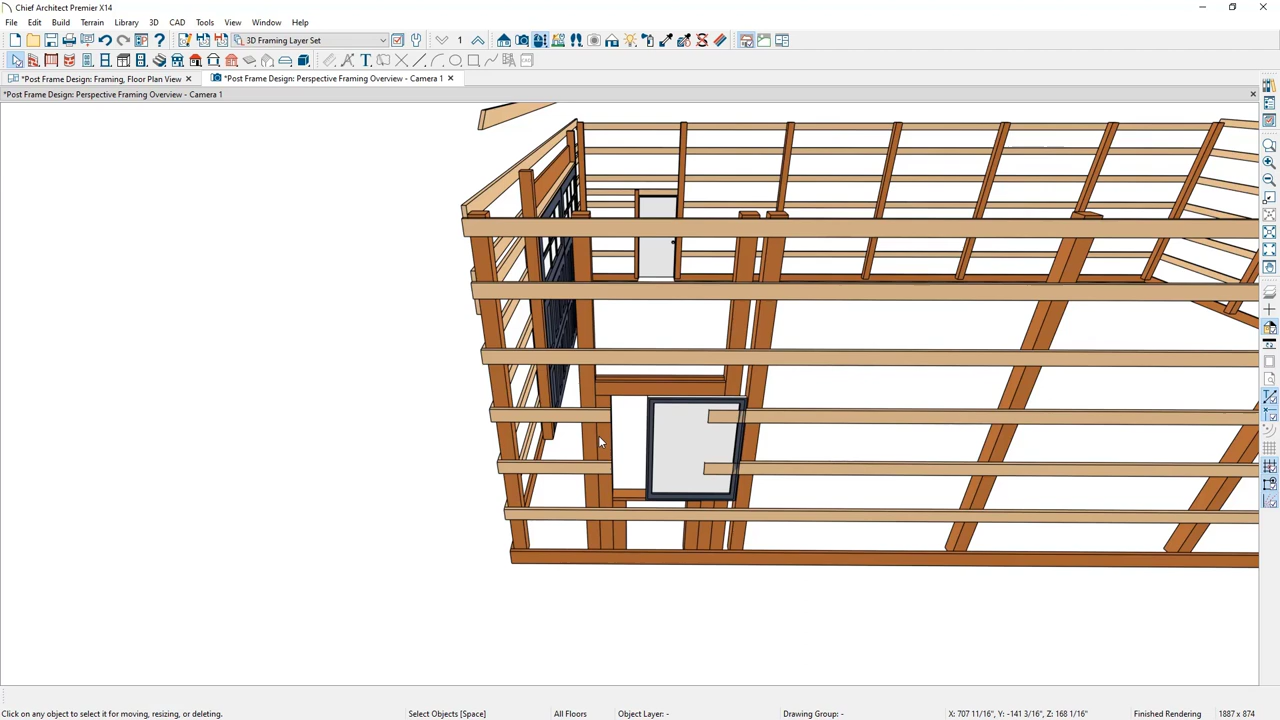 Chief Architect Premier X14
File Edit Build Terrain Library 3D CAD Tools View Window Help
3D Framing Layer Set
1
*Post Frame Design: Framing, Floor Plan View
*Post Frame Design: Perspective Framing Overview - Camera 1
*Post Frame Design: Perspective Framing Overview - Camera 1
Click on any object to select it for moving, resizing, or deleting.
Select Objects [Space]
All Floors
Object Layer: -
Drawing Group: -
X: 707 11/16", Y: -141 3/16", Z: 168 1/16"
Finished Rendering
1887 x 874